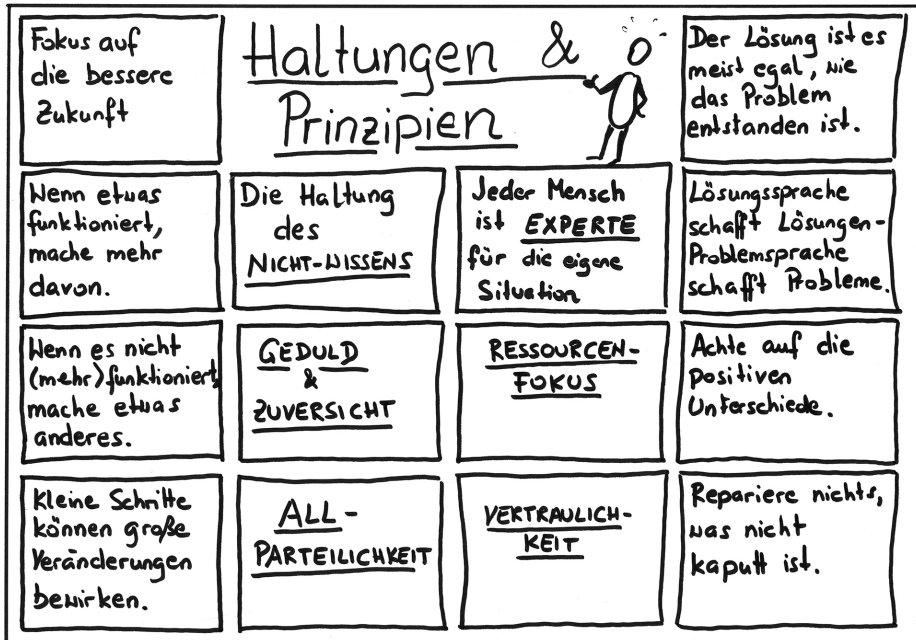 Haltungen &
Prinzipien
Fokus auf
die bessere
Zukunft
Der Lösung ist es
meist egal, wie
das Problem
entstanden ist.
Wenn etwas
funktioniert,
mache mehr
davon.
Die Haltung
des
NICHT-WISSENS
Jeder Mensch
ist EXPERTE
für die eigene
Situation
Lösungssprache
schafft Lösungen-
Problemsprache
schafft Probleme.
Wenn es nicht
(mehr) funktioniert,
mache etwas
anderes.
GEDULD
&
ZUVERSICHT
RESSOURCEN-
FOKUS
Achte auf die
positiven
Unterschiede.
Kleine Schritte
können große
Veränderungen
bewirken.
ALL-
PARTEILICHKEIT
VERTRAULICH-
KEIT
Repariere nichts,
was nicht
kaputt ist.